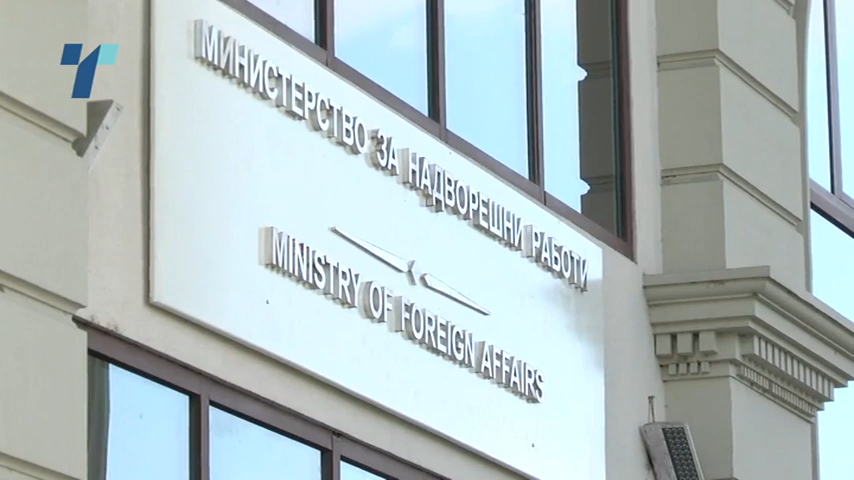 МИНИСТЕРСТВО ЗА НАДВОРЕШНИ РАБОТИ
MINISTRY OF FOREIGN AFFAIRS